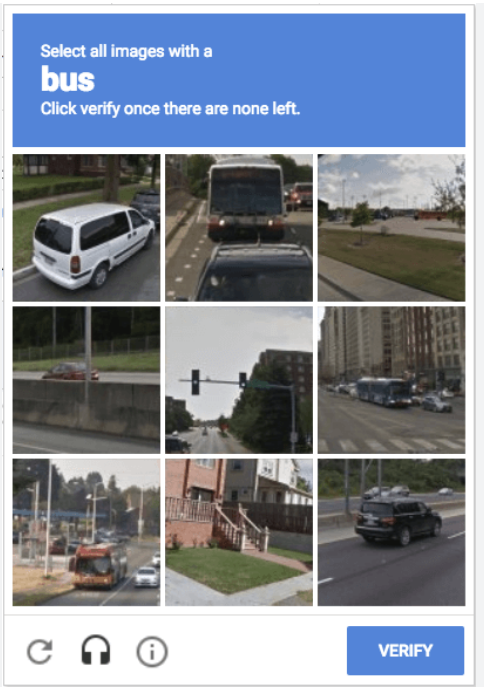 Select all images with a
bus
Click verify once there are none left.
VERIFY